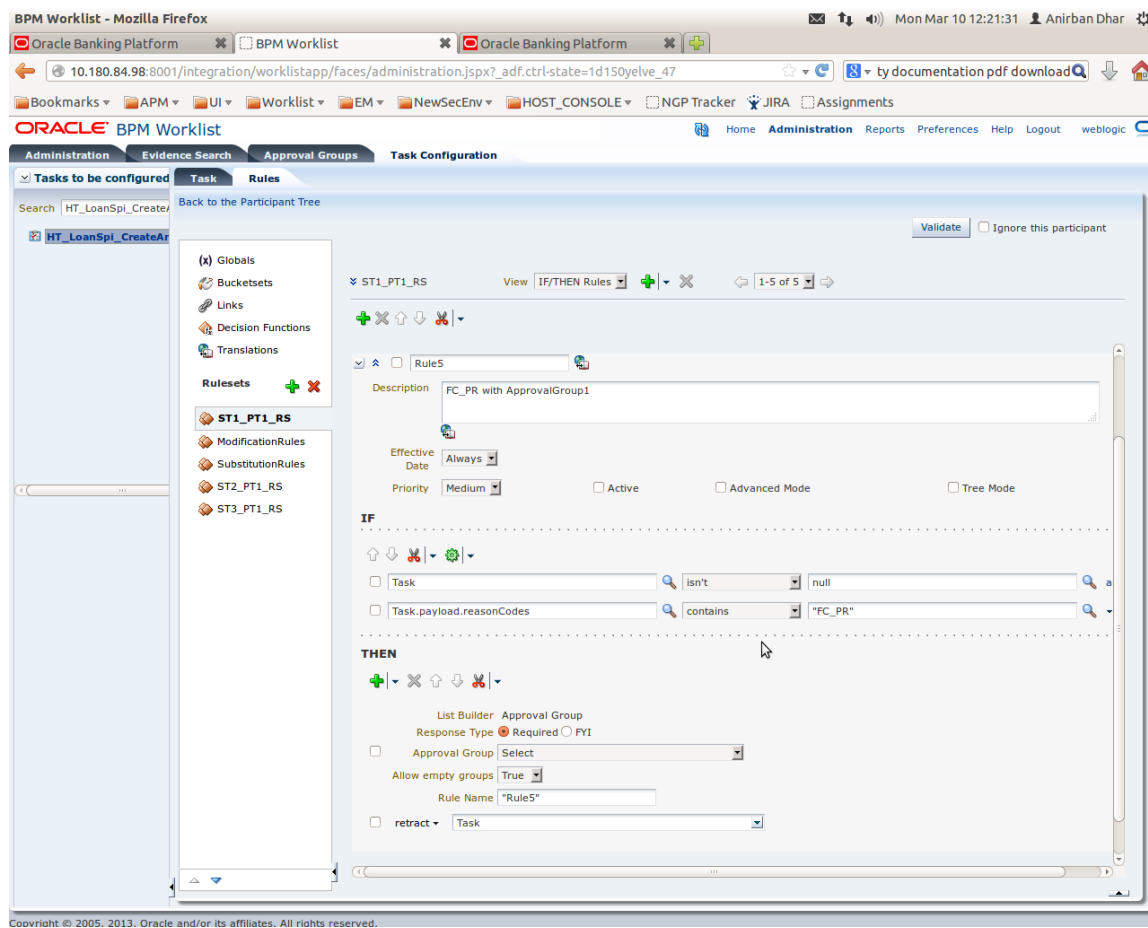 BPM Worklist - Mozilla Firefox
Mon Mar 10 12:21:31 Anirban Dhar
Oracle Banking Platform
BPM Worklist
Oracle Banking Platform
10.180.84.98:8001/integration/worklistapp/faces/administration.jspx?_adf.ctrl-state=1d150yelve_47
ty documentation pdf download
Bookmarks APM UI Worklist EM NewSecEnv HOST_CONSOLE NGP Tracker JIRA Assignments
ORACLE BPM Worklist
Home Administration Reports Preferences Help Logout weblogic
Administration Evidence Search Approval Groups Task Configuration
Tasks to be configured
Task Rules
Search HT_LoanSpi_CreateA
Back to the Participant Tree
Validate Ignore this participant
HT_LoanSpi_CreateAr
(x) Globals
Bucketsets
Links
Decision Functions
Translations
Rulesets
ST1_PT1_RS
ModificationRules
SubstitutionRules
ST2_PT1_RS
ST3_PT1_RS
ST1_PT1_RS View IF/THEN Rules 1-5 of 5
Rule5
Description FC_PR with ApprovalGroup1
Effective Date Always
Priority Medium Active Advanced Mode Tree Mode
IF
Task isn't null a
Task.payload.reasonCodes contains "FC_PR"
THEN
List Builder Approval Group
Response Type Required FYI
Approval Group Select
Allow empty groups True
Rule Name "Rule5"
retract Task
Copyright © 2005, 2013, Oracle and/or its affiliates. All rights reserved.